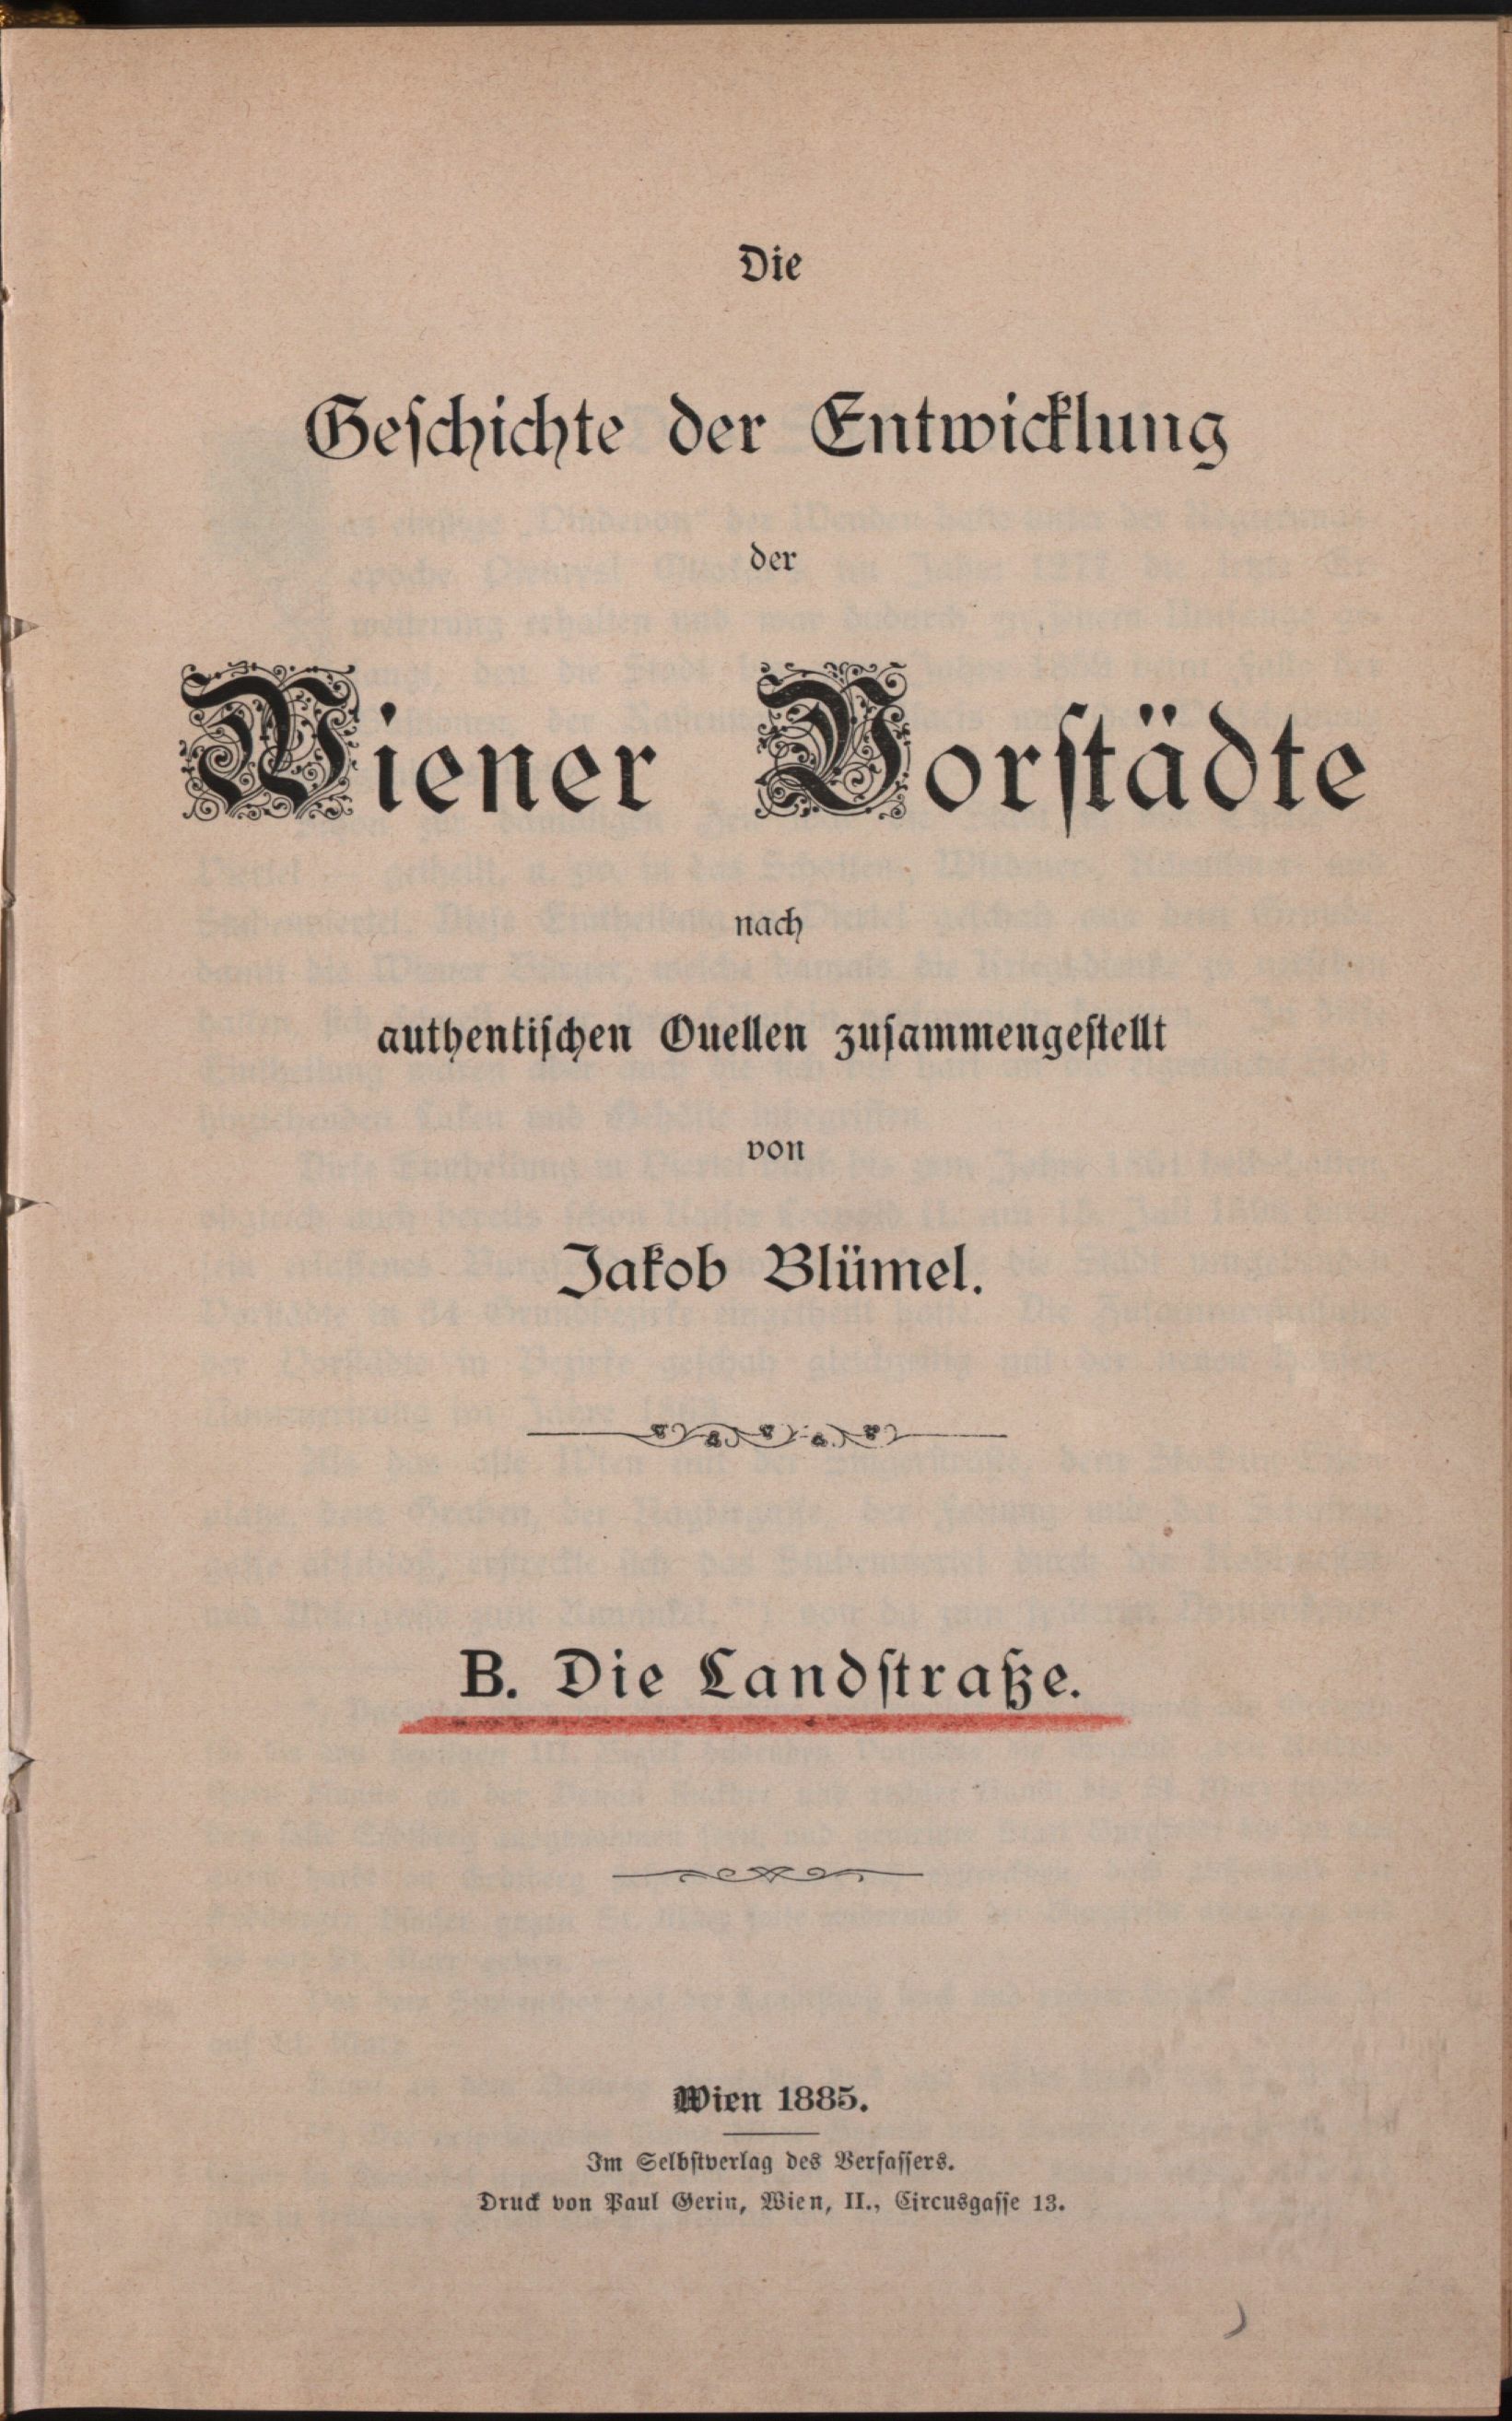 Die
Geschichte der Entwicklung
der
Wiener Vorstädte
nach
authentischen Quellen zusammengestellt
von
Jakob Blümel.
B. Die Landstraße.
Wien 1885.
Im Selbstverlag des Verfassers.
Druck von Paul Gerin, Wien, II., Circusgasse 13.